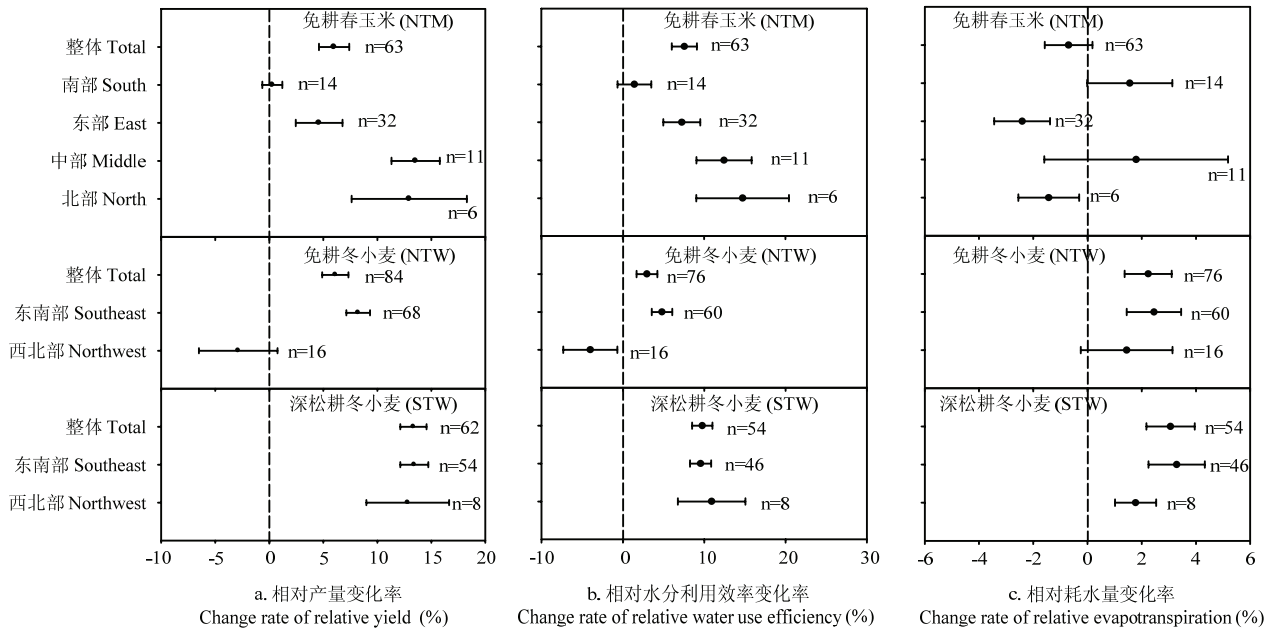 免耕春玉米 (NTM)
整体 Total
n=63
南部 South
n=14
东部 East
n=32
中部 Middle
n=11
北部 North
n=6
免耕冬小麦 (NTW)
整体 Total
n=84
东南部 Southeast
n=68
西北部 Northwest
n=16
深松耕冬小麦 (STW)
整体 Total
n=62
东南部 Southeast
n=54
西北部 Northwest
n=8
-10 0 5 10 15 20
a. 相对产量变化率
Change rate of relative yield (%)
免耕春玉米 (NTM)
n=63
n=14
n=32
n=11
n=6
免耕冬小麦 (NTW)
n=76
n=60
n=16
深松耕冬小麦 (STW)
n=54
n=46
n=8
-10 0 10 20 30
b. 相对水分利用效率变化率
Change rate of relative water use efficiency (%)
免耕春玉米 (NTM)
n=63
n=14
n=32
n=11
n=6
免耕冬小麦 (NTW)
n=76
n=60
n=16
深松耕冬小麦 (STW)
n=54
n=46
n=8
-6 -4 -2 0 2 4 6
c. 相对耗水量变化率
Change rate of relative evapotranspiration (%)